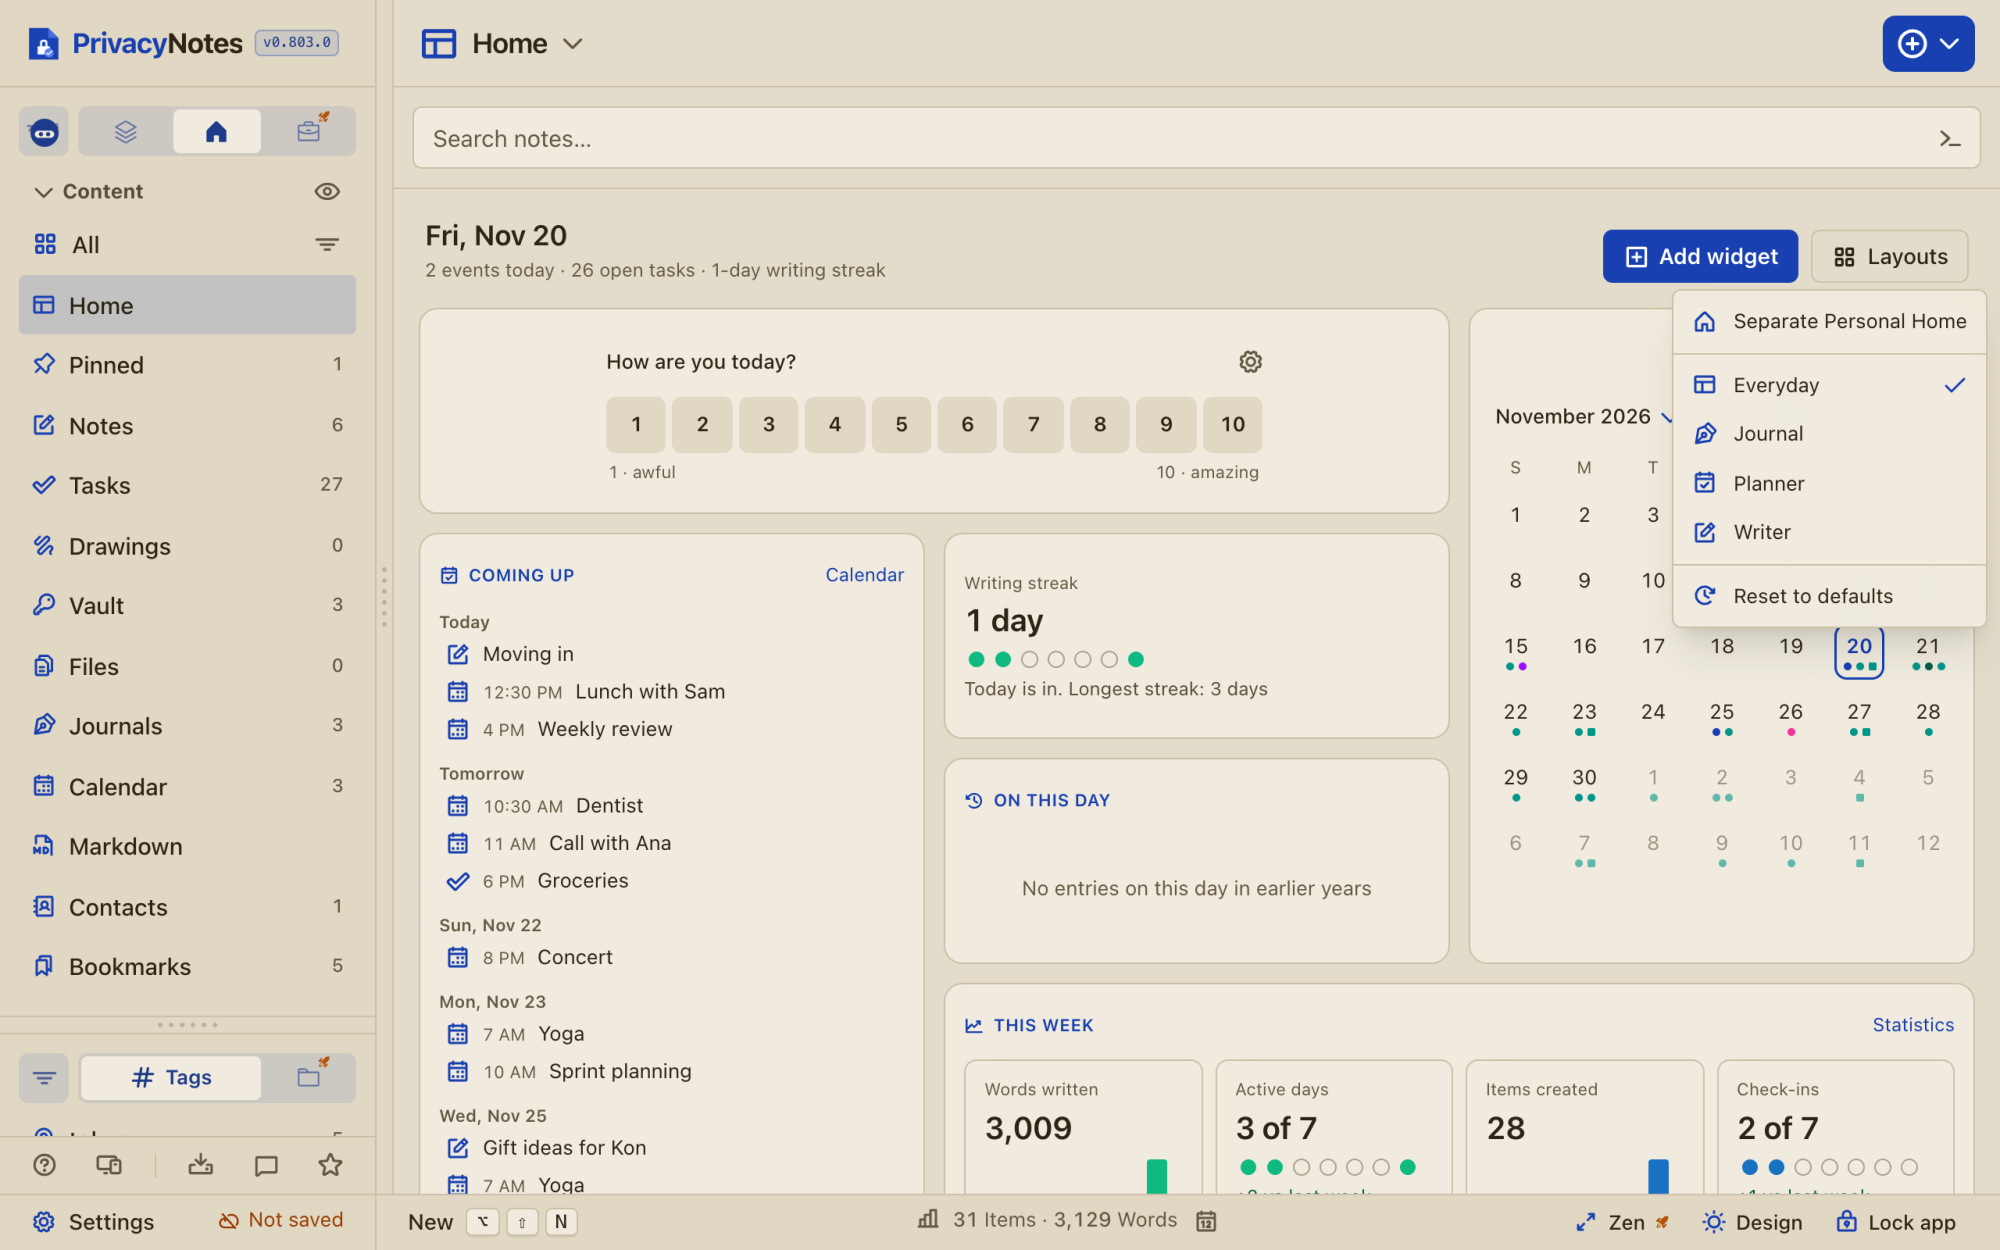 PrivacyNotes v0.803.0
Content
All
Home
Pinned 1
Notes 6
Tasks 27
Drawings 0
Vault 3
Files 0
Journals 3
Calendar 3
Markdown
Contacts 1
Bookmarks 5
# Tags
Settings
Not saved
Home
Search notes...
Fri, Nov 20
2 events today · 26 open tasks · 1-day writing streak
Add widget
Layouts
Separate Personal Home
Everyday
Journal
Planner
Writer
Reset to defaults
How are you today?
1 2 3 4 5 6 7 8 9 10
1 · awful
10 · amazing
COMING UP
Calendar
Today
Moving in
12:30 PM Lunch with Sam
4 PM Weekly review
Tomorrow
10:30 AM Dentist
11 AM Call with Ana
6 PM Groceries
Sun, Nov 22
8 PM Concert
Mon, Nov 23
7 AM Yoga
10 AM Sprint planning
Wed, Nov 25
Gift ideas for Kon
7 AM Yoga
Writing streak
1 day
Today is in. Longest streak: 3 days
ON THIS DAY
No entries on this day in earlier years
November 2026
S M T
1 2 3
8 9 10
15 16 17 18 19 20 21
22 23 24 25 26 27 28
29 30 1 2 3 4 5
6 7 8 9 10 11 12
THIS WEEK
Statistics
Words written
3,009
Active days
3 of 7
Items created
28
Check-ins
2 of 7
New ⌥ ⇧ N
31 Items · 3,129 Words
Zen
Design
Lock app